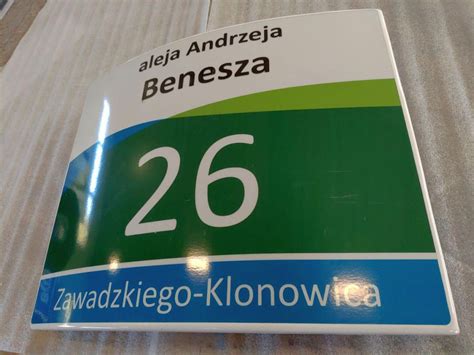 aleja Andrzeja
Benesza
26
Zawadzkiego-Klonowica